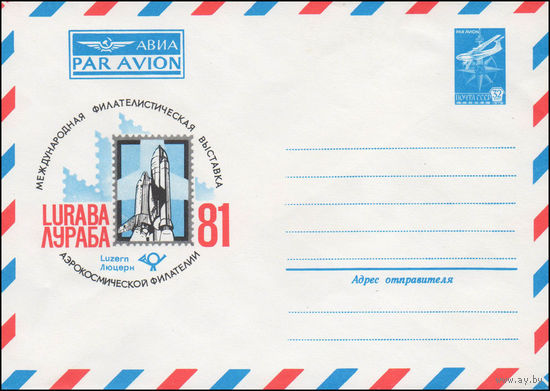 АВИА
PAR AVION
PAR AVION
ПОЧТА СССР
32
МЕЖДУНАРОДНАЯ ФИЛАТЕЛИСТИЧЕСКАЯ ВЫСТАВКА
LURABA
ЛУРАБА
81
Luzern
Люцерн
АЭРОКОСМИЧЕСКОЙ ФИЛАТЕЛИИ
Адрес отправителя
www.ay.by